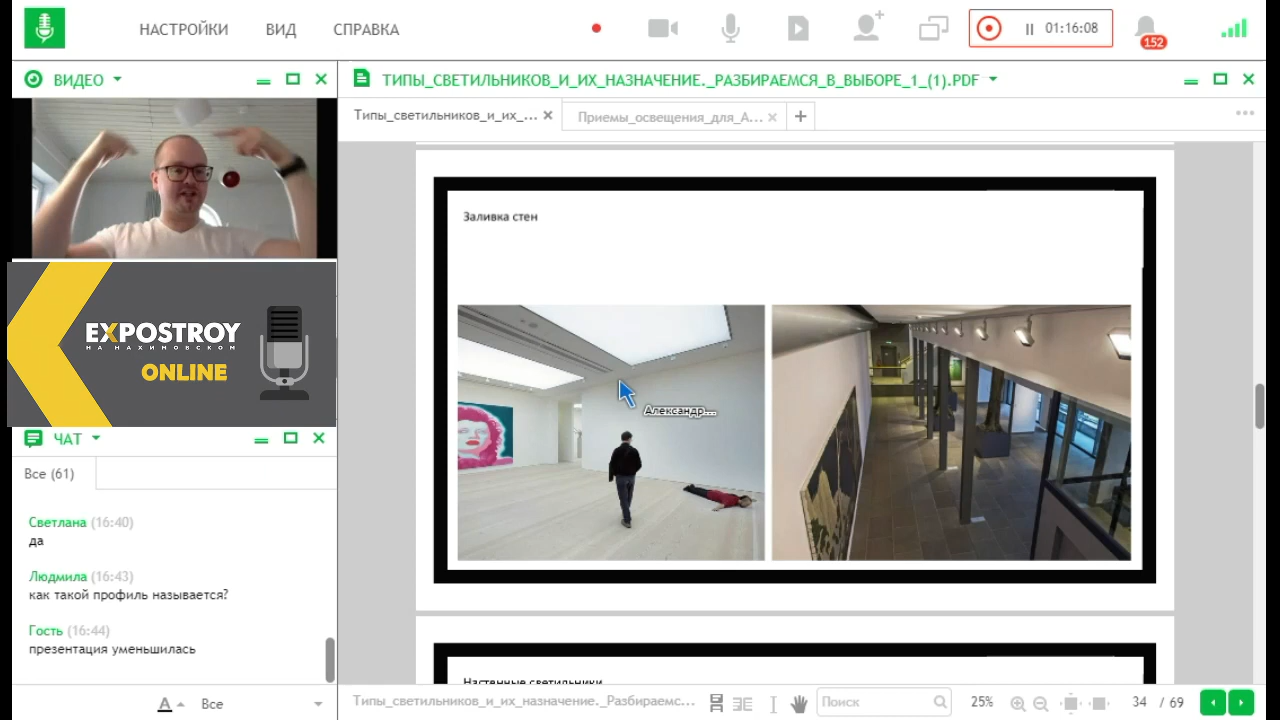 НАСТРОЙКИ ВИД СПРАВКА
01:16:08
152
ВИДЕО
ТИПЫ_СВЕТИЛЬНИКОВ_И_ИХ_НАЗНАЧЕНИЕ._РАЗБИРАЕМСЯ_В_ВЫБОРЕ_1_(1).PDF
Типы_светильников_и_их_...
Приемы_освещения_для_А...
Заливка стен
Александр...
EXPOSTROY
НА НАХИМОВСКОМ
ONLINE
ЧАТ
Все (61)
Светлана (16:40)
да
Людмила (16:43)
как такой профиль называется?
Гость (16:44)
презентация уменьшилась
Настенные светильники
А Все
Типы_светильников_и_их_назначение._Разбираемс...
Поиск
25%
34 / 69